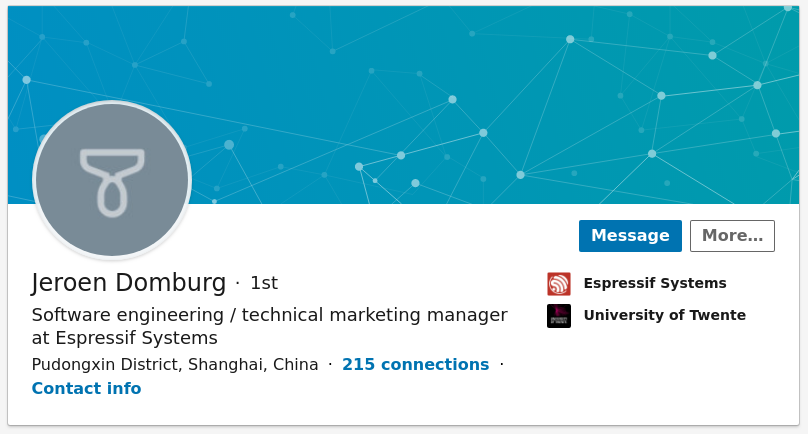 Message
More...
Jeroen Domburg · 1st
Software engineering / technical marketing manager
at Espressif Systems
Pudongxin District, Shanghai, China · 215 connections ·
Contact info
Espressif Systems
University of Twente